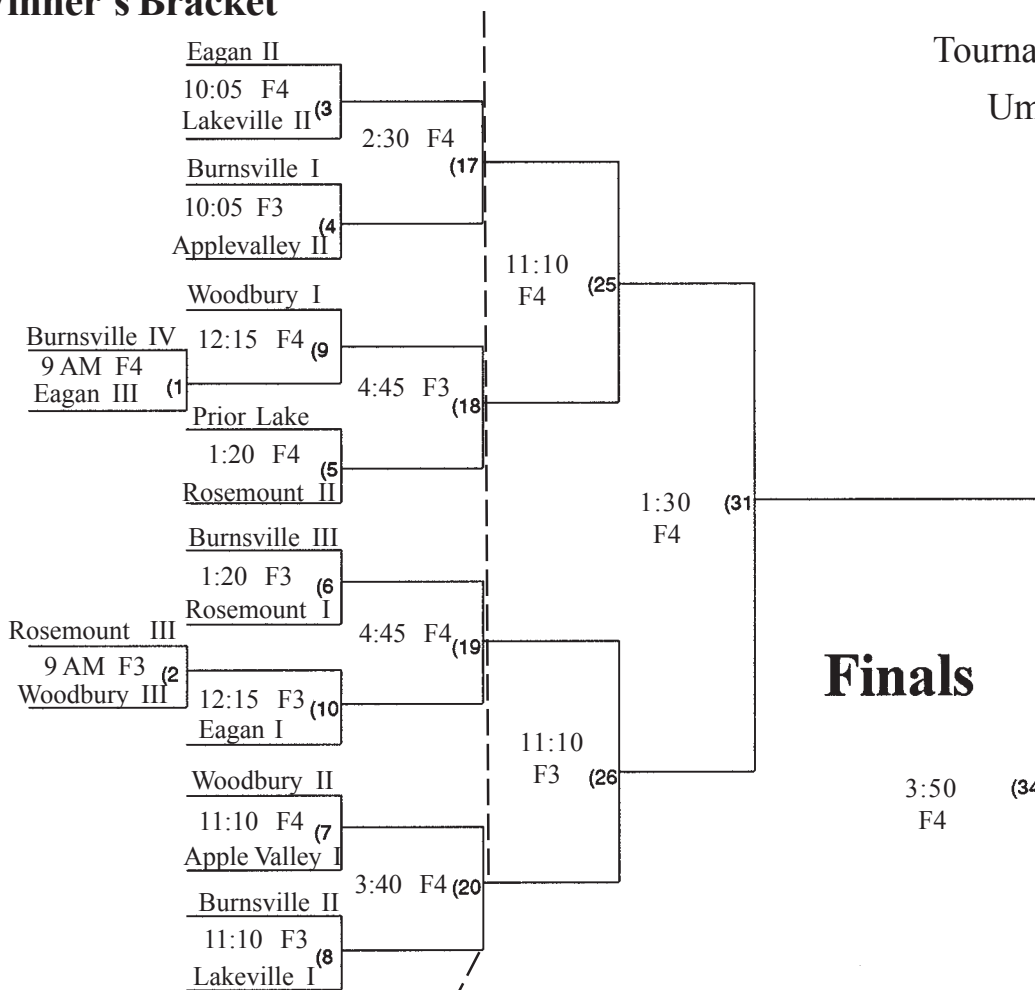 Winner's Bracket
Tourna
Um
Eagan II
10:05 F4
(3
Lakeville II
2:30 F4
(17
Burnsville I
10:05 F3
(4
Applevalley II
11:10
F4
(25
Woodbury I
12:15 F4
(9
Burnsville IV
9 AM F4
(1
Eagan III
4:45 F3
(18
Prior Lake
1:20 F4
(5
Rosemount II
1:30
F4
(31
Burnsville III
1:20 F3
(6
Rosemount I
4:45 F4
(19
Rosemount III
9 AM F3
(2
Woodbury III
12:15 F3
(10
Eagan I
Finals
11:10
F3
(26
3:50
F4
(34
Woodbury II
11:10 F4
(7
Apple Valley I
3:40 F4
(20
Burnsville II
11:10 F3
(8
Lakeville I